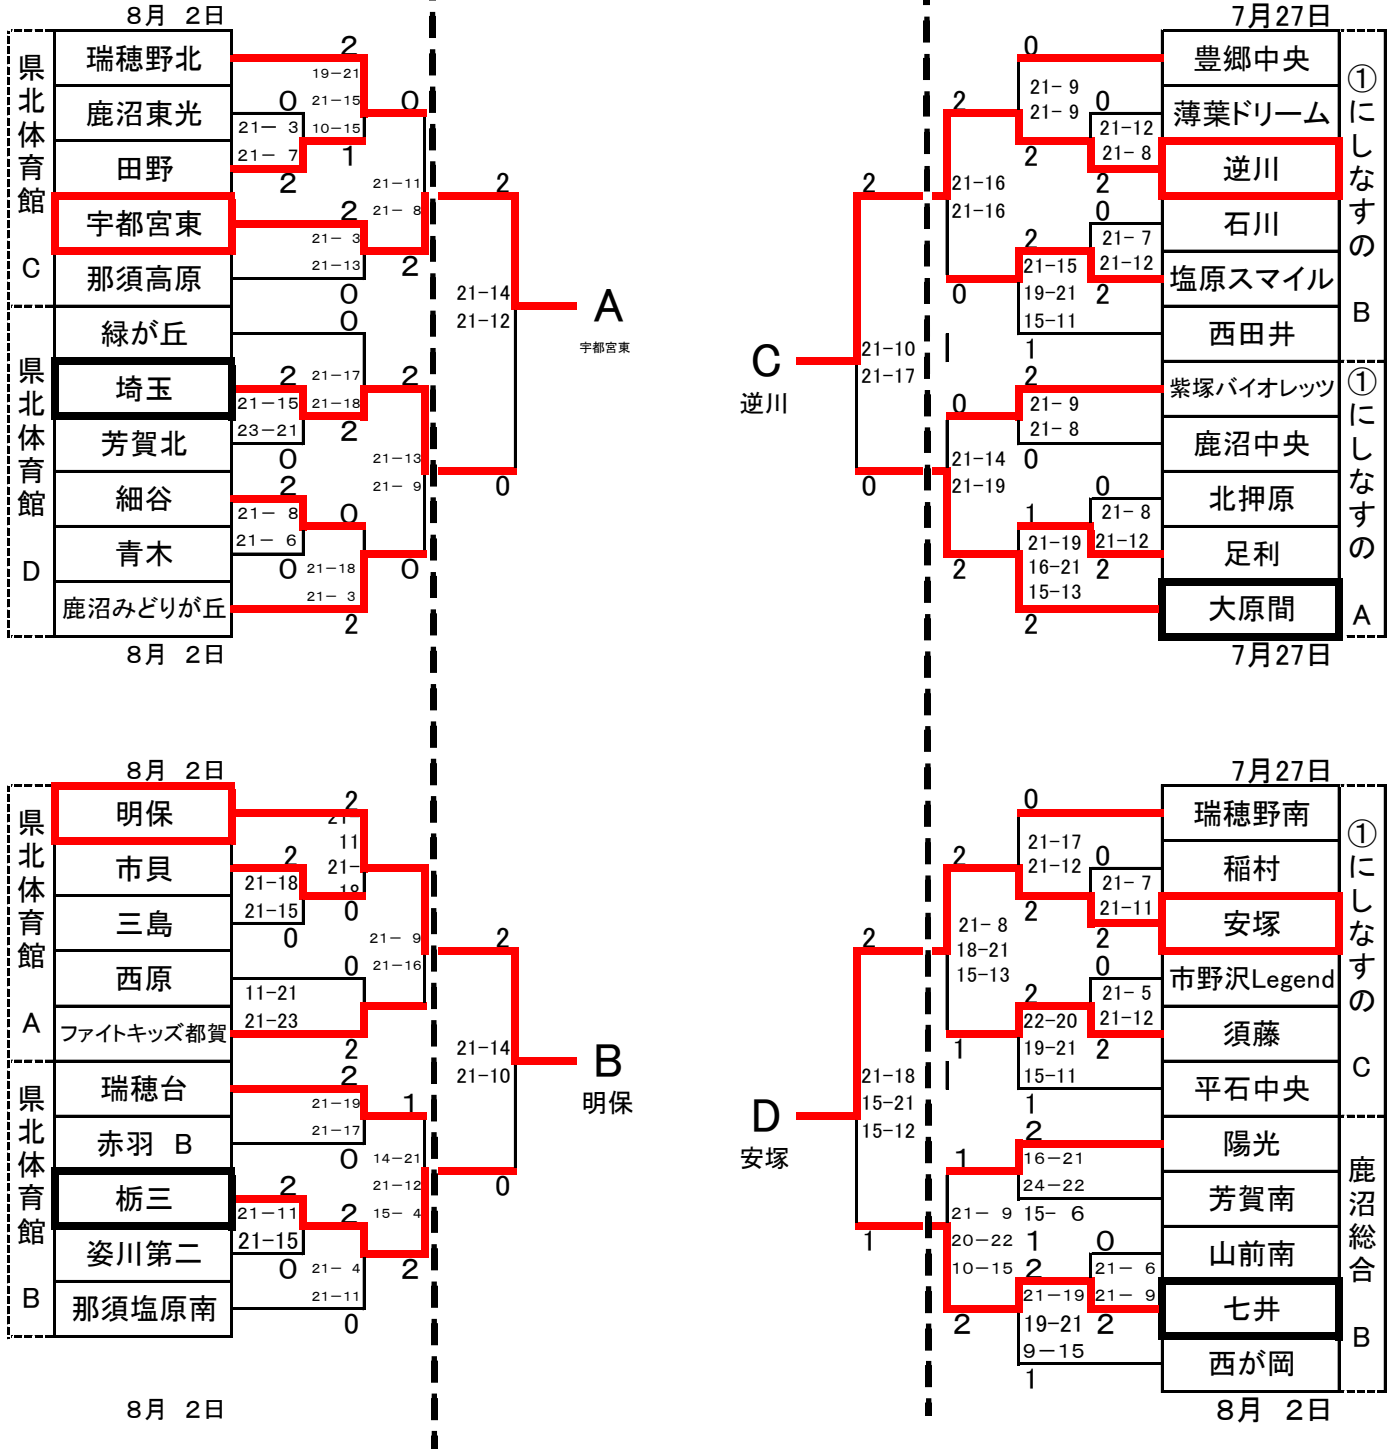 8月 2日
県北体育館 C
瑞穂野北
鹿沼東光
田野
宇都宮東
那須高原
県北体育館 D
緑が丘
埼玉
芳賀北
細谷
青木
鹿沼みどりが丘
8月 2日
2
19-21
21-15
10-15
0
21- 3
21- 7
2
1
0
2
21- 3
21-13
0
2
21-11
21- 8
2
21-14
21-12
0
A
宇都宮東
0
21-17
21-18
2
2
21-15
23-21
0
2
21-13
21- 9
0
2
21- 8
21- 6
0
0
21-18
21- 3
2
7月27日
豊郷中央
薄葉ドリーム
逆川
石川
塩原スマイル
西田井
紫塚バイオレッツ
鹿沼中央
北押原
足利
大原間
①にしなすの B
①にしなすの A
7月27日
0
21- 9
21- 9
2
0
21-12
21-8
2
2
21-16
21-16
0
0
21- 7
21-12
2
2
21-15
19-21
15-11
1
2
21-10
21-17
0
C
逆川
2
21- 9
21- 8
0
0
21-14
21-19
2
0
21- 8
21-12
2
1
21-19
16-21
15-13
2
8月 2日
県北体育館 A
明保
市貝
三島
西原
ファイトキッズ都賀
県北体育館 B
瑞穂台
赤羽 B
栃三
姿川第二
那須塩原南
8月 2日
2
21-
11
21-
18
0
2
21-18
21-15
0
0
11-21
21-23
2
21- 9
21-16
2
21-14
21-10
0
B
明保
2
21-19
21-17
0
1
14-21
21-12
15- 4
2
2
21-11
21-15
0
2
21- 4
21-11
0
7月27日
瑞穂野南
稲村
安塚
市野沢Legend
須藤
平石中央
陽光
芳賀南
山前南
七井
西が岡
①にしなすの C
鹿沼総合 B
8月 2日
0
21-17
21-12
2
0
21- 7
21-11
2
2
21- 8
18-21
15-13
1
0
21- 5
21-12
2
2
22-20
19-21
15-11
1
2
21-18
15-21
15-12
1
D
安塚
2
16-21
24-22
15- 6
1
1
21- 9
20-22
10-15
2
0
21- 6
21- 9
2
2
21-19
19-21
9-15
1